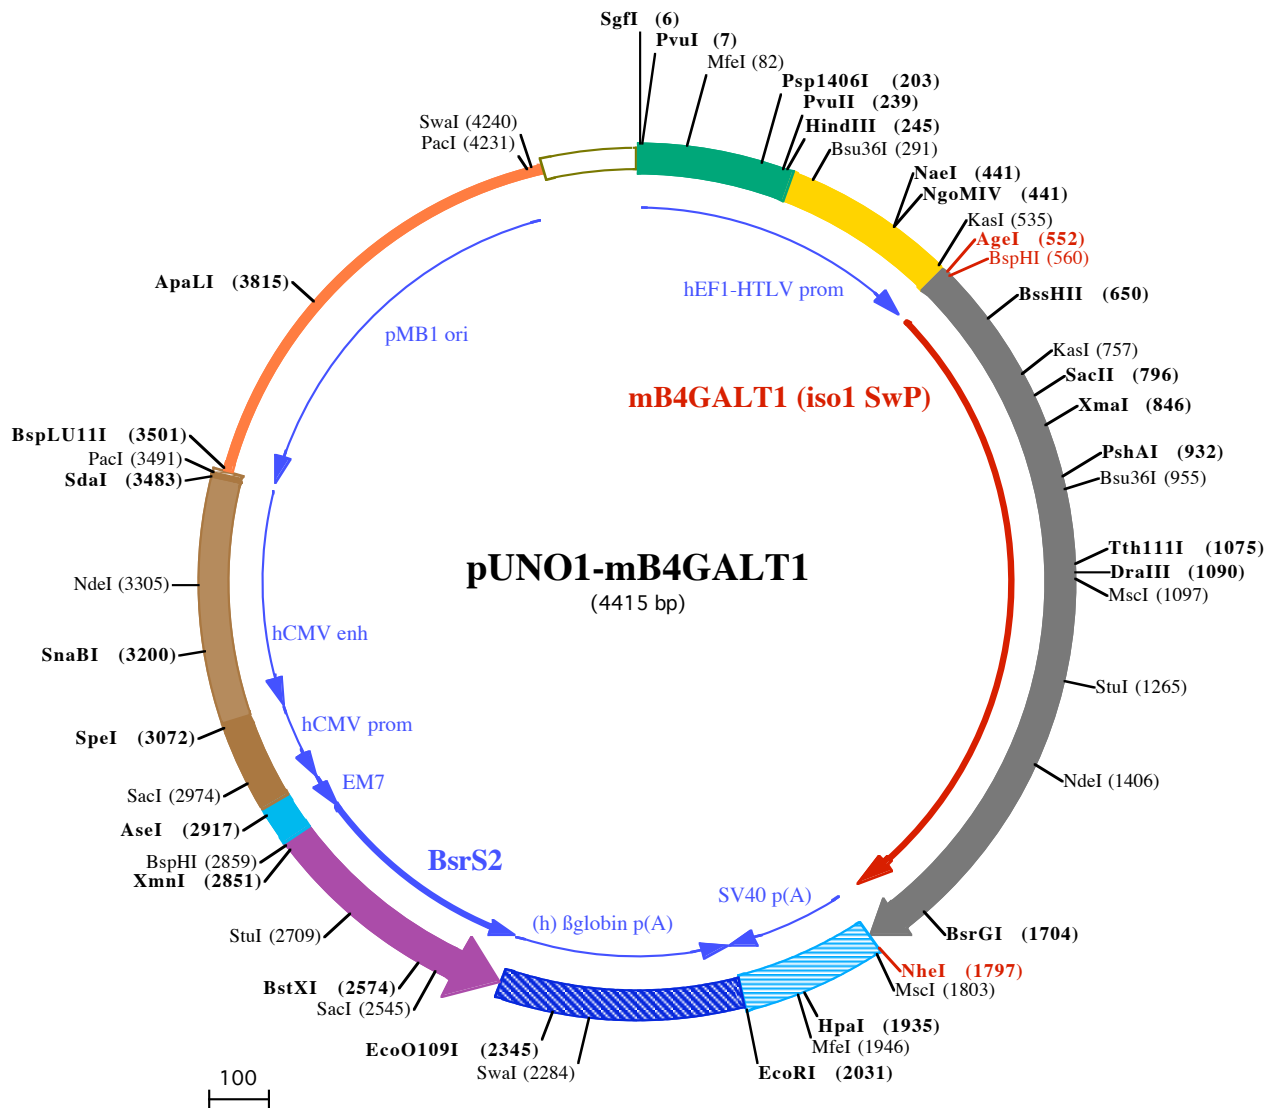 SgfI (6)
PvuI (7)
MfeI (82)
Psp1406I (203)
PvuII (239)
HindIII (245)
Bsu36I (291)
NaeI (441)
NgoMIV (441)
KasI (535)
AgeI (552)
BspHI (560)
BssHII (650)
KasI (757)
SacII (796)
XmaI (846)
PshAI (932)
Bsu36I (955)
Tth111I (1075)
DraIII (1090)
MscI (1097)
StuI (1265)
NdeI (1406)
BsrGI (1704)
NheI (1797)
MscI (1803)
HpaI (1935)
MfeI (1946)
EcoRI (2031)
SwaI (2284)
EcoO109I (2345)
SacI (2545)
BstXI (2574)
StuI (2709)
XmnI (2851)
BspHI (2859)
AseI (2917)
SacI (2974)
SpeI (3072)
SnaBI (3200)
NdeI (3305)
SdaI (3483)
PacI (3491)
BspLU11I (3501)
ApaLI (3815)
PacI (4231)
SwaI (4240)
hEF1-HTLV prom
pMB1 ori
mB4GALT1 (iso1 SwP)
pUNO1-mB4GALT1
(4415 bp)
hCMV enh
hCMV prom
EM7
BsrS2
(h) ßglobin p(A)
SV40 p(A)
100